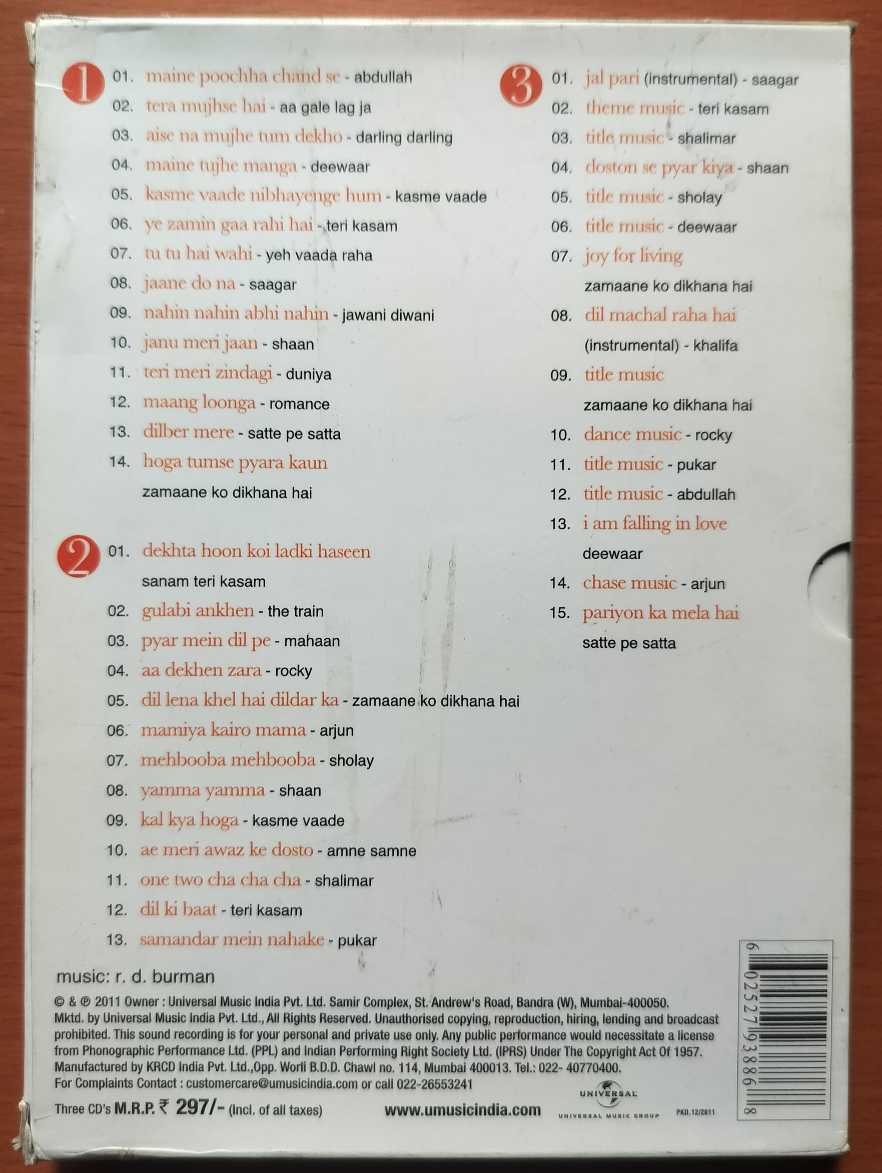 1
01. maine poochha chand se - abdullah
02. tera mujhse hai - aa gale lag ja
03. aise na mujhe tum dekho - darling darling
04. maine tujhe manga - deewaar
05. kasme vaade nibhayenge hum - kasme vaade
06. ye zamin gaa rahi hai - teri kasam
07. tu tu hai wahi - yeh vaada raha
08. jaane do na - saagar
09. nahin nahin abhi nahin - jawani diwani
10. janu meri jaan - shaan
11. teri meri zindagi - duniya
12. maang loonga - romance
13. dilber mere - satte pe satta
14. hoga tumse pyara kaun
zamaane ko dikhana hai
2
01. dekhta hoon koi ladki haseen
sanam teri kasam
02. gulabi ankhen - the train
03. pyar mein dil pe - mahaan
04. aa dekhen zara - rocky
05. dil lena khel hai dildar ka - zamaane ko dikhana hai
06. mamiya kairo mama - arjun
07. mehbooba mehbooba - sholay
08. yamma yamma - shaan
09. kal kya hoga - kasme vaade
10. ae meri awaz ke dosto - amne samne
11. one two cha cha cha - shalimar
12. dil ki baat - teri kasam
13. samandar mein nahake - pukar
3
01. jal pari (instrumental) - saagar
02. theme music - teri kasam
03. title music - shalimar
04. doston se pyar kiya - shaan
05. title music - sholay
06. title music - deewaar
07. joy for living
zamaane ko dikhana hai
08. dil machal raha hai
(instrumental) - khalifa
09. title music
zamaane ko dikhana hai
10. dance music - rocky
11. title music - pukar
12. title music - abdullah
13. i am falling in love
deewaar
14. chase music - arjun
15. pariyon ka mela hai
satte pe satta
music: r. d. burman
© & ℗ 2011 Owner : Universal Music India Pvt. Ltd. Samir Complex, St. Andrew's Road, Bandra (W), Mumbai-400050.
Mktd. by Universal Music India Pvt. Ltd., All Rights Reserved. Unauthorised copying, reproduction, hiring, lending and broadcast
prohibited. This sound recording is for your personal and private use only. Any public performance would necessitate a license
from Phonographic Performance Ltd. (PPL) and Indian Performing Right Society Ltd. (IPRS) Under The Copyright Act Of 1957.
Manufactured by KRCD India Pvt. Ltd.,Opp. Worli B.D.D. Chawl no. 114, Mumbai 400013. Tel.: 022- 40770400.
For Complaints Contact : customercare@umusicindia.com or call 022-26553241
Three CD's M.R.P. ₹ 297/- (Incl. of all taxes)
www.umusicindia.com
UNIVERSAL
UNIVERSAL MUSIC GROUP
PKD. 12/2011
6 02527 93886 8